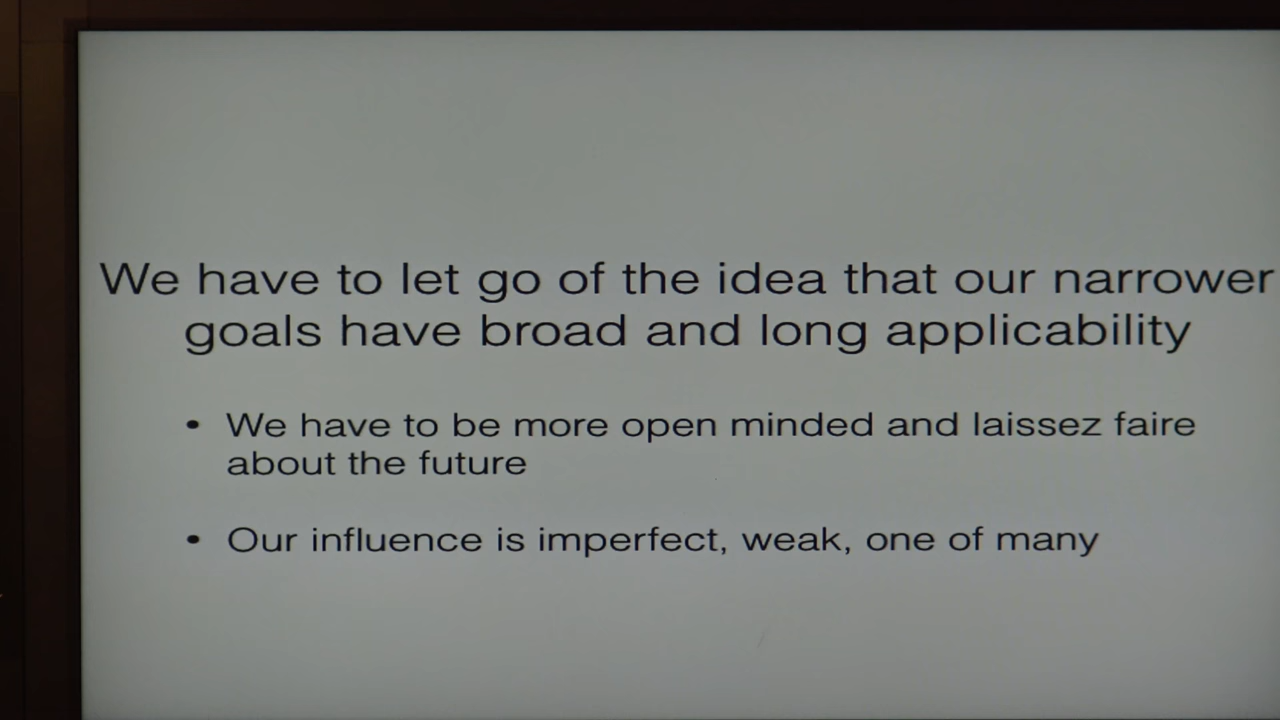 We have to let go of the idea that our narrower
goals have broad and long applicability
• We have to be more open minded and laissez faire
about the future
• Our influence is imperfect, weak, one of many